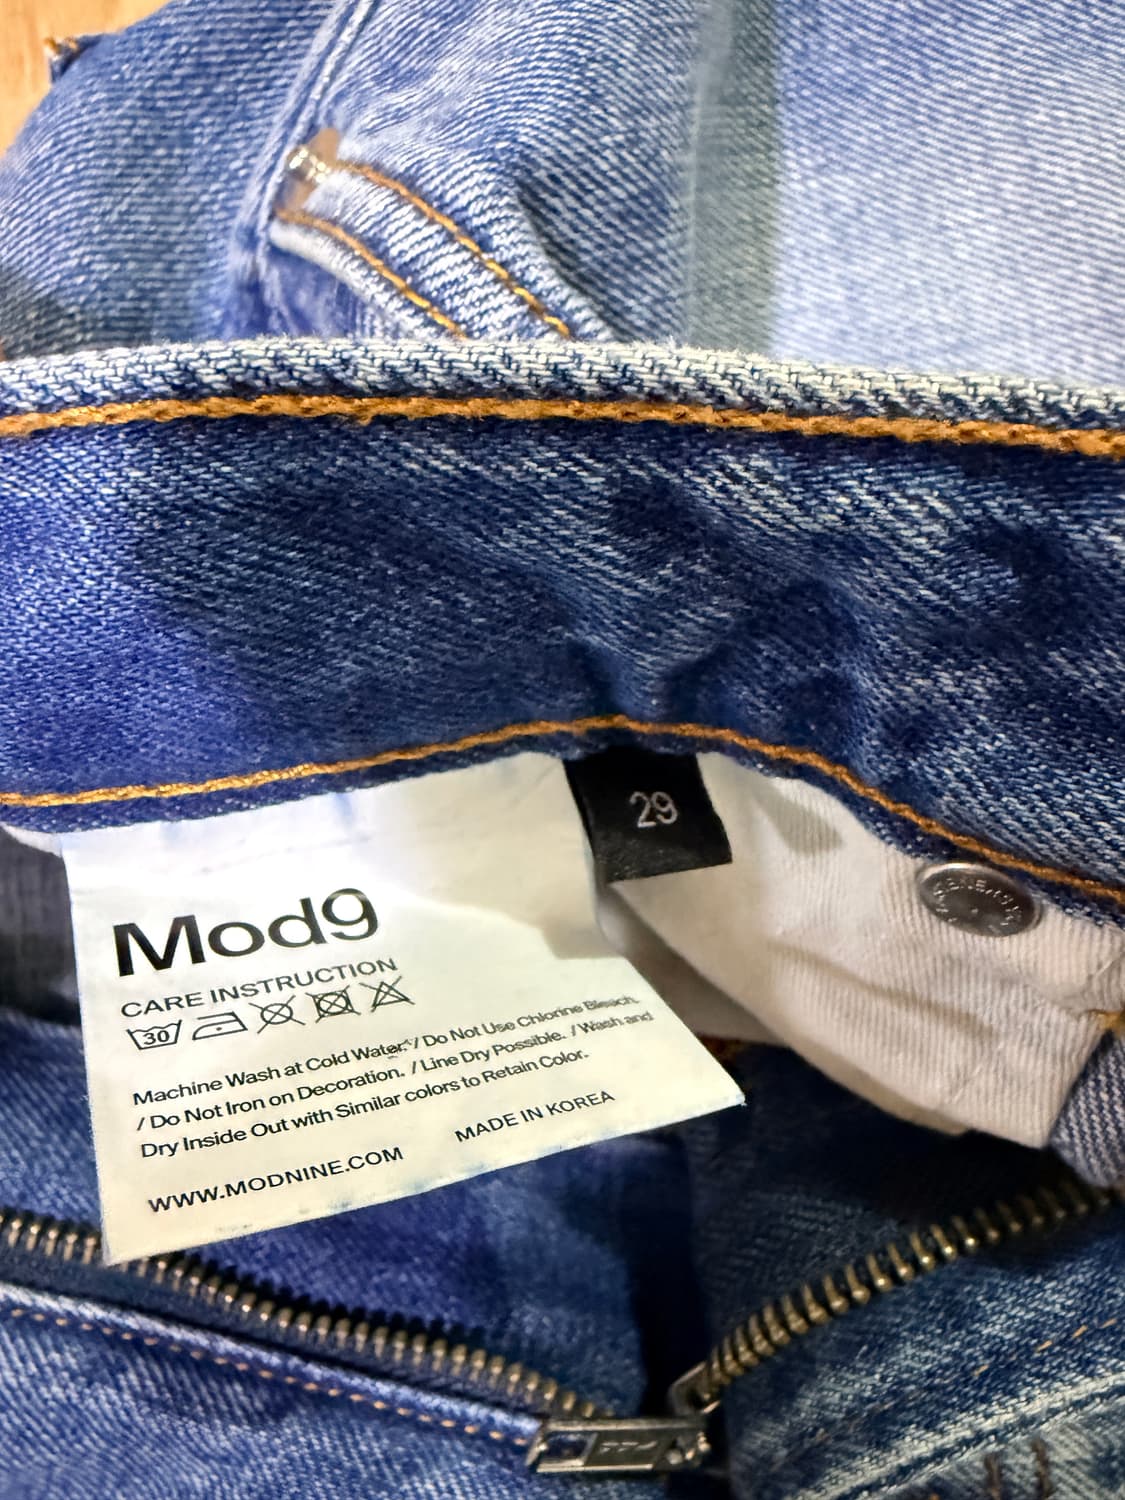 29
Mod9
CARE INSTRUCTION
30
Machine Wash at Cold Water. / Do Not Use Chlorine Bleach.
/ Do Not Iron on Decoration. / Line Dry Possible. / Wash and
Dry Inside Out with Similar colors to Retain Color.
WWW.MODNINE.COM
MADE IN KOREA